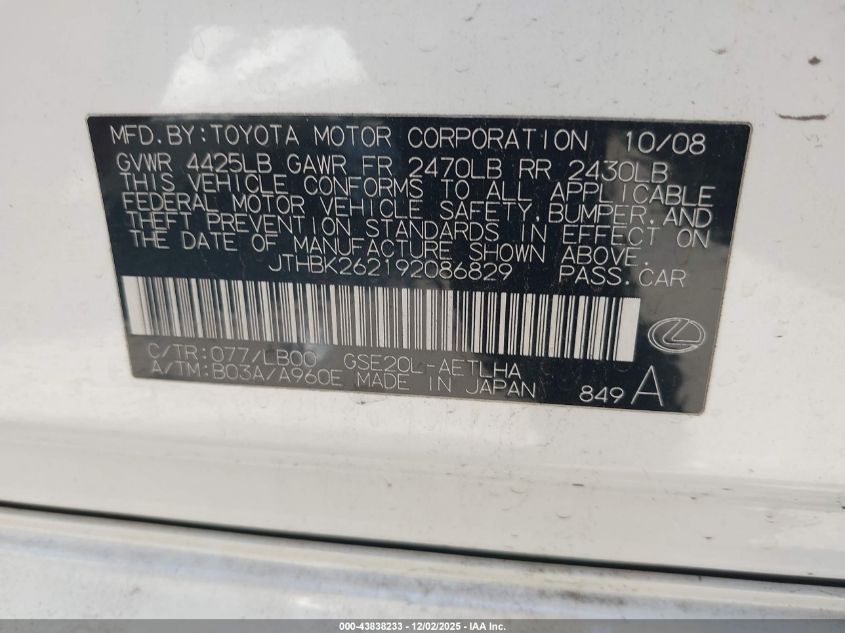 MFD.BY:TOYOTA MOTOR CORPORATION 10/08
GVWR 4425LB GAWR FR 2470LB RR 2430LB
THIS VEHICLE CONFORMS TO ALL APPLICABLE
FEDERAL MOTOR VEHICLE SAFETY,BUMPER,AND
THEFT PREVENTION STANDARDS IN EFFECT ON
THE DATE OF MANUFACTURE SHOWN ABOVE.
JTHBK262192086829 PASS.CAR
C/TR:077/LB00 GSE20L-AETLHA
A/TM:B03A/A960E MADE IN JAPAN 849A
000-43838233 - 12/02/2025 - IAA Inc.